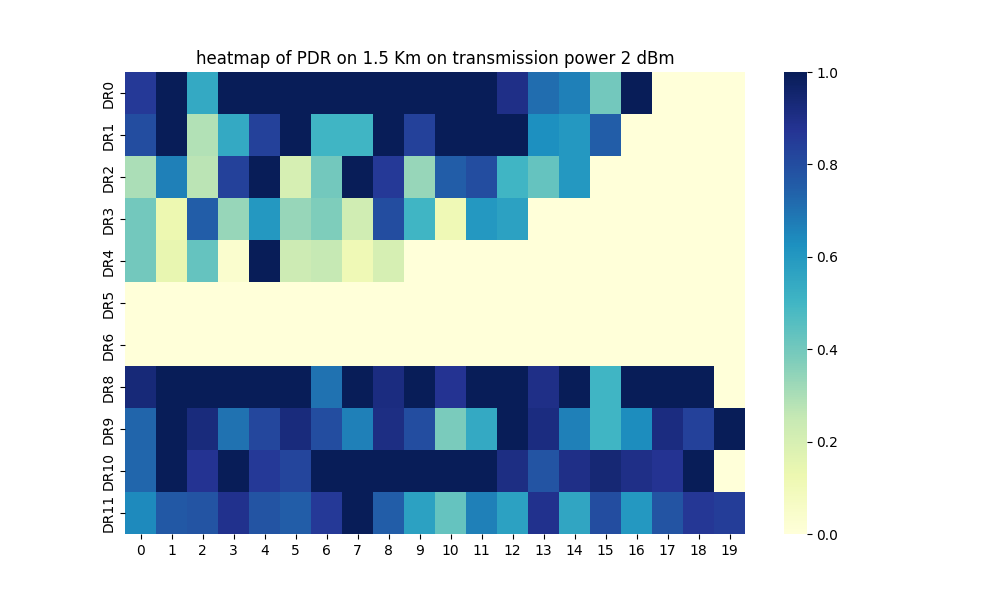 heatmap of PDR on 1.5 Km on transmission power 2 dBm
DR0
DR1
DR2
DR3
DR4
DR5
DR6
DR8
DR9
DR10
DR11
0 1 2 3 4 5 6 7 8 9 10 11 12 13 14 15 16 17 18 19
1.0
0.8
0.6
0.4
0.2
0.0